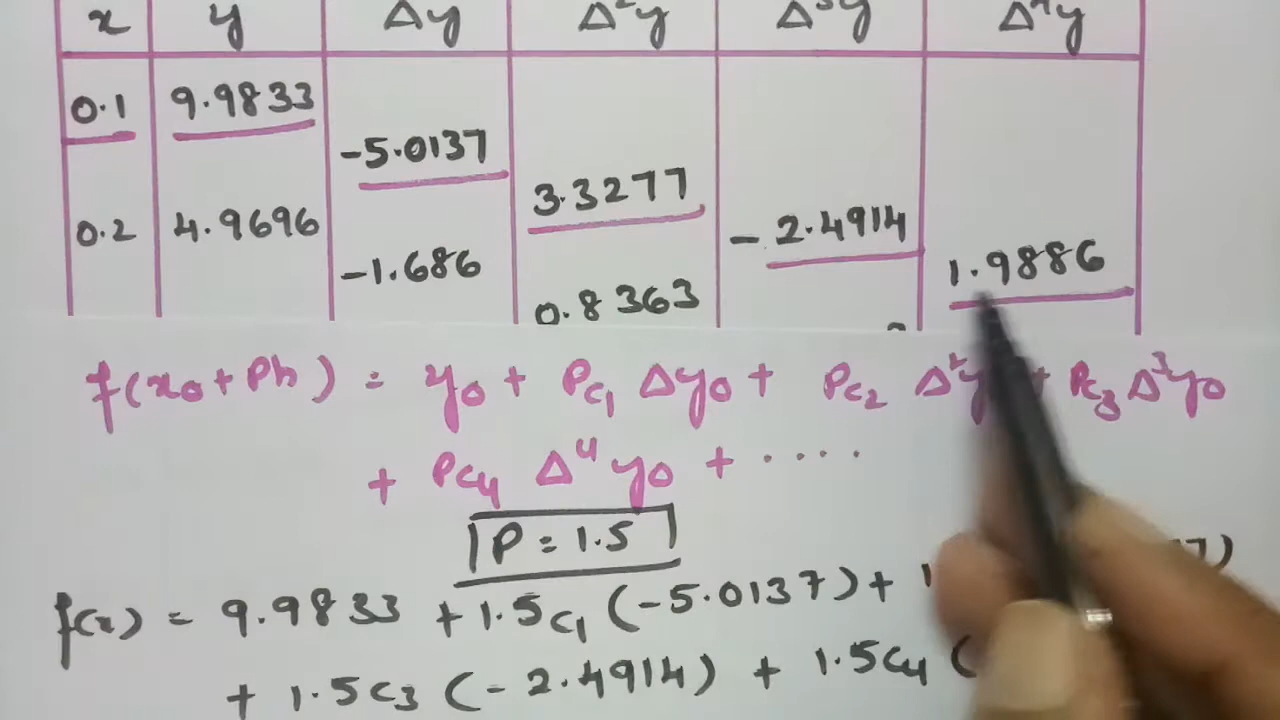 x y Δy Δ²y Δ³y Δ⁴y
0.1 9.9833
-5.0137
3.3277
0.2 4.9696 -2.4914
-1.686 1.9886
0.8363
f(x0+Ph) = y0 + Pc1 Δy0 + Pc2 Δ²y + Pc3 Δ³y0
+ Pc4 Δ⁴y0 + ....
P = 1.5
f(x) = 9.9833 + 1.5c1 (-5.0137) +
+ 1.5c3 (-2.4914) + 1.5c4 (